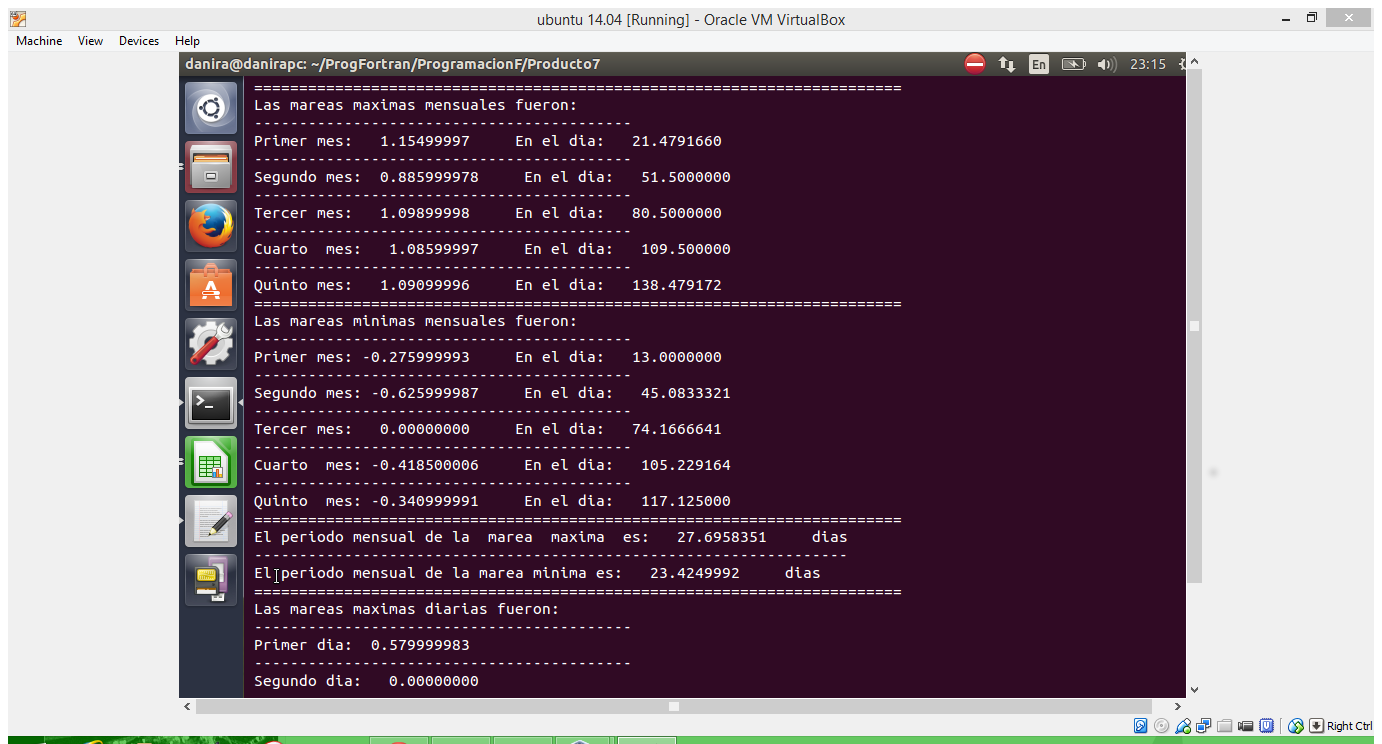 ubuntu 14.04 [Running] - Oracle VM VirtualBox
Machine View Devices Help
danira@danirapc: ~/ProgFortran/ProgramacionF/Producto7
En 23:15
========================================================================
Las mareas maximas mensuales fueron:
------------------------------------------
Primer mes:   1.15499997     En el dia:   21.4791660
------------------------------------------
Segundo mes:  0.885999978     En el dia:   51.5000000
------------------------------------------
Tercer mes:   1.09899998     En el dia:   80.5000000
------------------------------------------
Cuarto  mes:   1.08599997     En el dia:   109.500000
------------------------------------------
Quinto mes:   1.09099996     En el dia:   138.479172
========================================================================
Las mareas minimas mensuales fueron:
------------------------------------------
Primer mes: -0.275999993     En el dia:   13.0000000
------------------------------------------
Segundo mes: -0.625999987     En el dia:   45.0833321
------------------------------------------
Tercer mes:   0.00000000     En el dia:   74.1666641
------------------------------------------
Cuarto  mes: -0.418500006     En el dia:   105.229164
------------------------------------------
Quinto  mes: -0.340999991     En el dia:   117.125000
========================================================================
El periodo mensual de la  marea  maxima  es:   27.6958351     dias
------------------------------------------------------------------
El periodo mensual de la marea minima es:   23.4249992     dias
========================================================================
Las mareas maximas diarias fueron:
------------------------------------------
Primer dia:  0.579999983
------------------------------------------
Segundo dia:   0.00000000
Right Ctrl